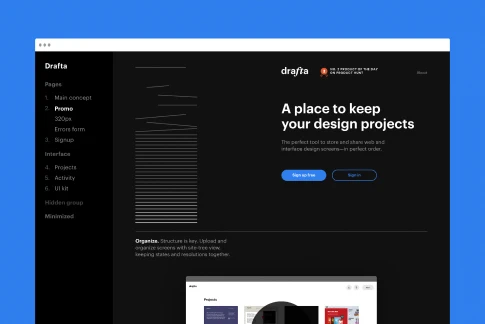 Drafta
Pages
1. Main concept
2. Promo
320px
Errors form
3. Signup
Interface
4. Projects
5. Activity
6. UI kit
Hidden group
Minimized
drafta
NO. 2 PRODUCT OF THE DAY
ON PRODUCT HUNT
About
A place to keep
your design projects
The perfect tool to store and share web and
interface design screens—in perfect order.
Sign up free
Sign in
Organize. Structure is key. Upload and
organize screens with site-tree view,
keeping states and resolutions together.
drafta
Projects